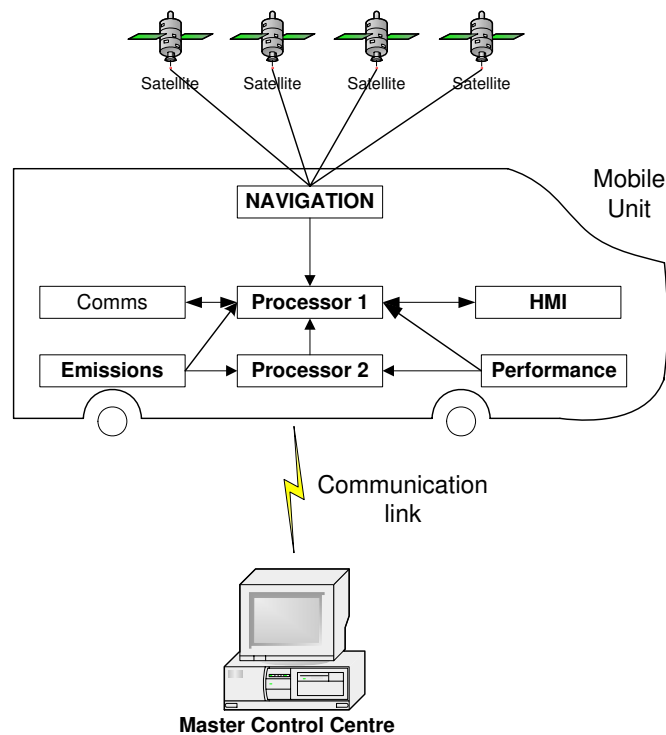 Satellite Satellite Satellite Satellite
Mobile
Unit
NAVIGATION
Comms Processor 1 HMI
Emissions Processor 2 Performance
Communication
link
Master Control Centre